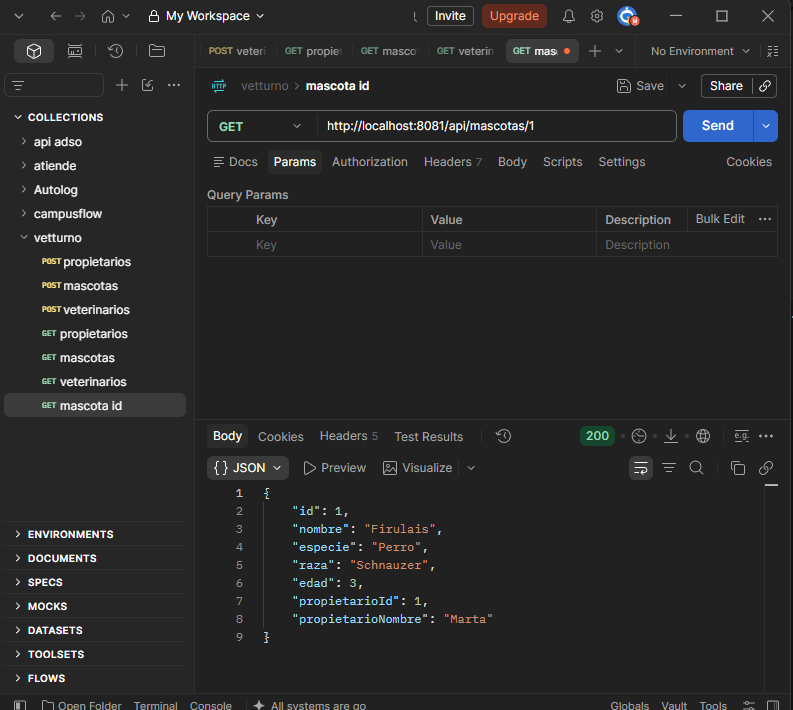 My Workspace
Invite
Upgrade
POST veteri
GET propiet
GET masco
GET veterin
GET mas
No Environment
vetturno > mascota id
Save
Share
COLLECTIONS
api adso
atiende
Autolog
campusflow
vetturno
POST propietarios
POST mascotas
POST veterinarios
GET propietarios
GET mascotas
GET veterinarios
GET mascota id
ENVIRONMENTS
DOCUMENTS
SPECS
MOCKS
DATASETS
TOOLSETS
FLOWS
HTTP
GET
http://localhost:8081/api/mascotas/1
Send
Docs Params Authorization Headers 7 Body Scripts Settings Cookies
Query Params
Key Value Description Bulk Edit
Key Value Description
Body Cookies Headers 5 Test Results 200 e.g.
{} JSON Preview Visualize
1 {
2 "id": 1,
3 "nombre": "Firulais",
4 "especie": "Perro",
5 "raza": "Schnauzer",
6 "edad": 3,
7 "propietarioId": 1,
8 "propietarioNombre": "Marta"
9 }
Open Folder Terminal Console All systems are go Globals Vault Tools